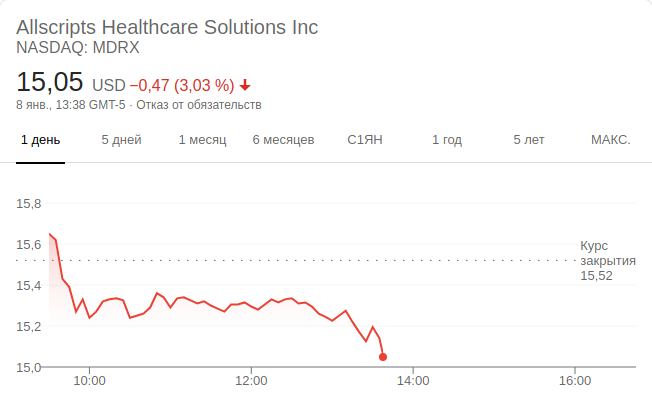 Allscripts Healthcare Solutions Inc
NASDAQ: MDRX
15,05 USD −0,47 (3,03 %) ↓
8 янв., 13:38 GMT-5 · Отказ от обязательств
1 день 5 дней 1 месяц 6 месяцев С1ЯН 1 год 5 лет МАКС.
15,8
15,6
Курс
закрытия
15,52
15,4
15,2
15,0
10:00 12:00 14:00 16:00